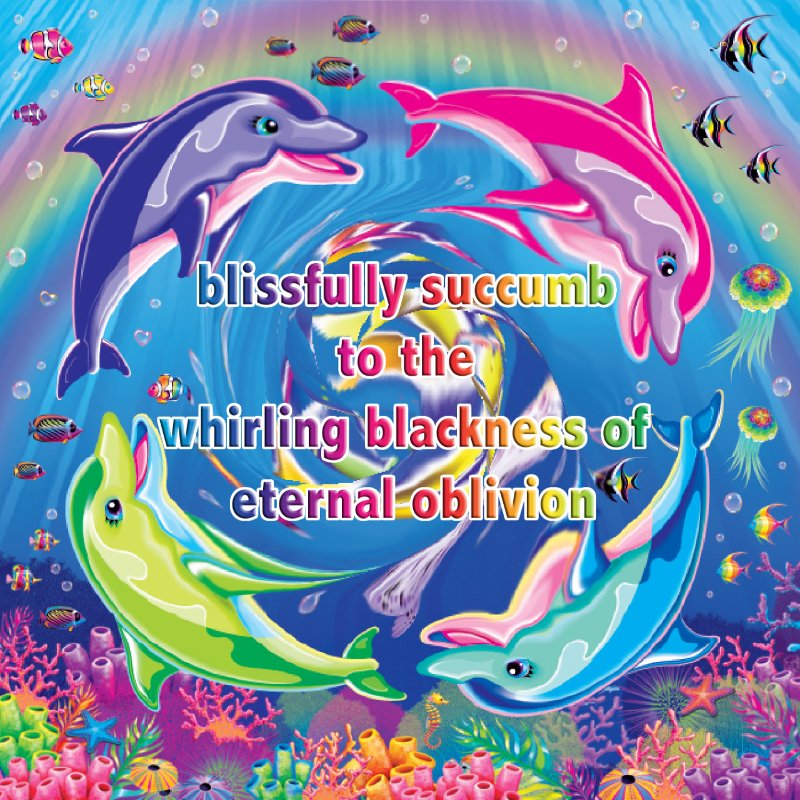 blissfully succumb
to the
whirling blackness of
eternal oblivion